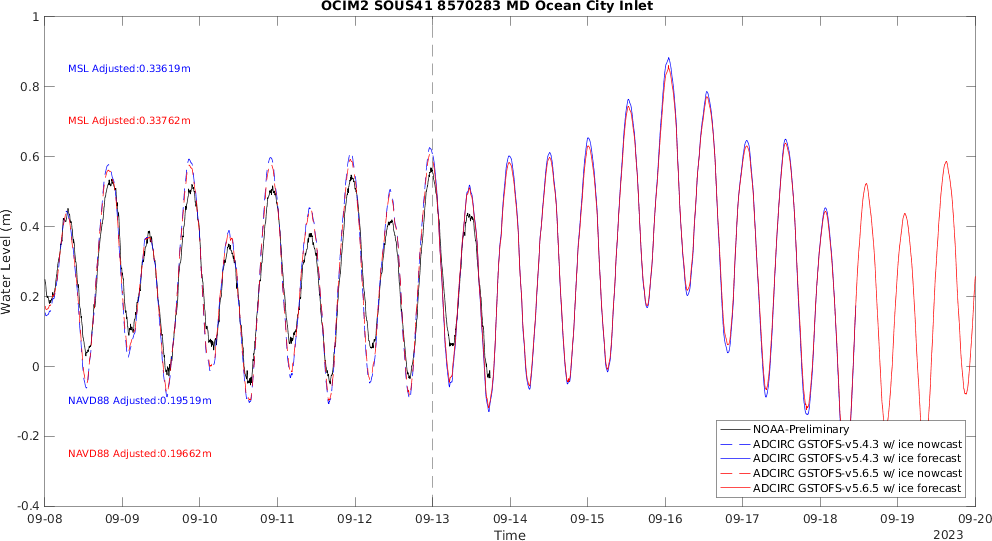 OCIM2 SOUS41 8570283 MD Ocean City Inlet
1
0.8
0.6
0.4
0.2
0
-0.2
-0.4
Water Level (m)
MSL Adjusted:0.33619m
MSL Adjusted:0.33762m
NAVD88 Adjusted:0.19519m
NAVD88 Adjusted:0.19662m
NOAA-Preliminary
ADCIRC GSTOFS-v5.4.3 w/ ice nowcast
ADCIRC GSTOFS-v5.4.3 w/ ice forecast
ADCIRC GSTOFS-v5.6.5 w/ ice nowcast
ADCIRC GSTOFS-v5.6.5 w/ ice forecast
09-08 09-09 09-10 09-11 09-12 09-13 09-14 09-15 09-16 09-17 09-18 09-19 09-20
Time
2023